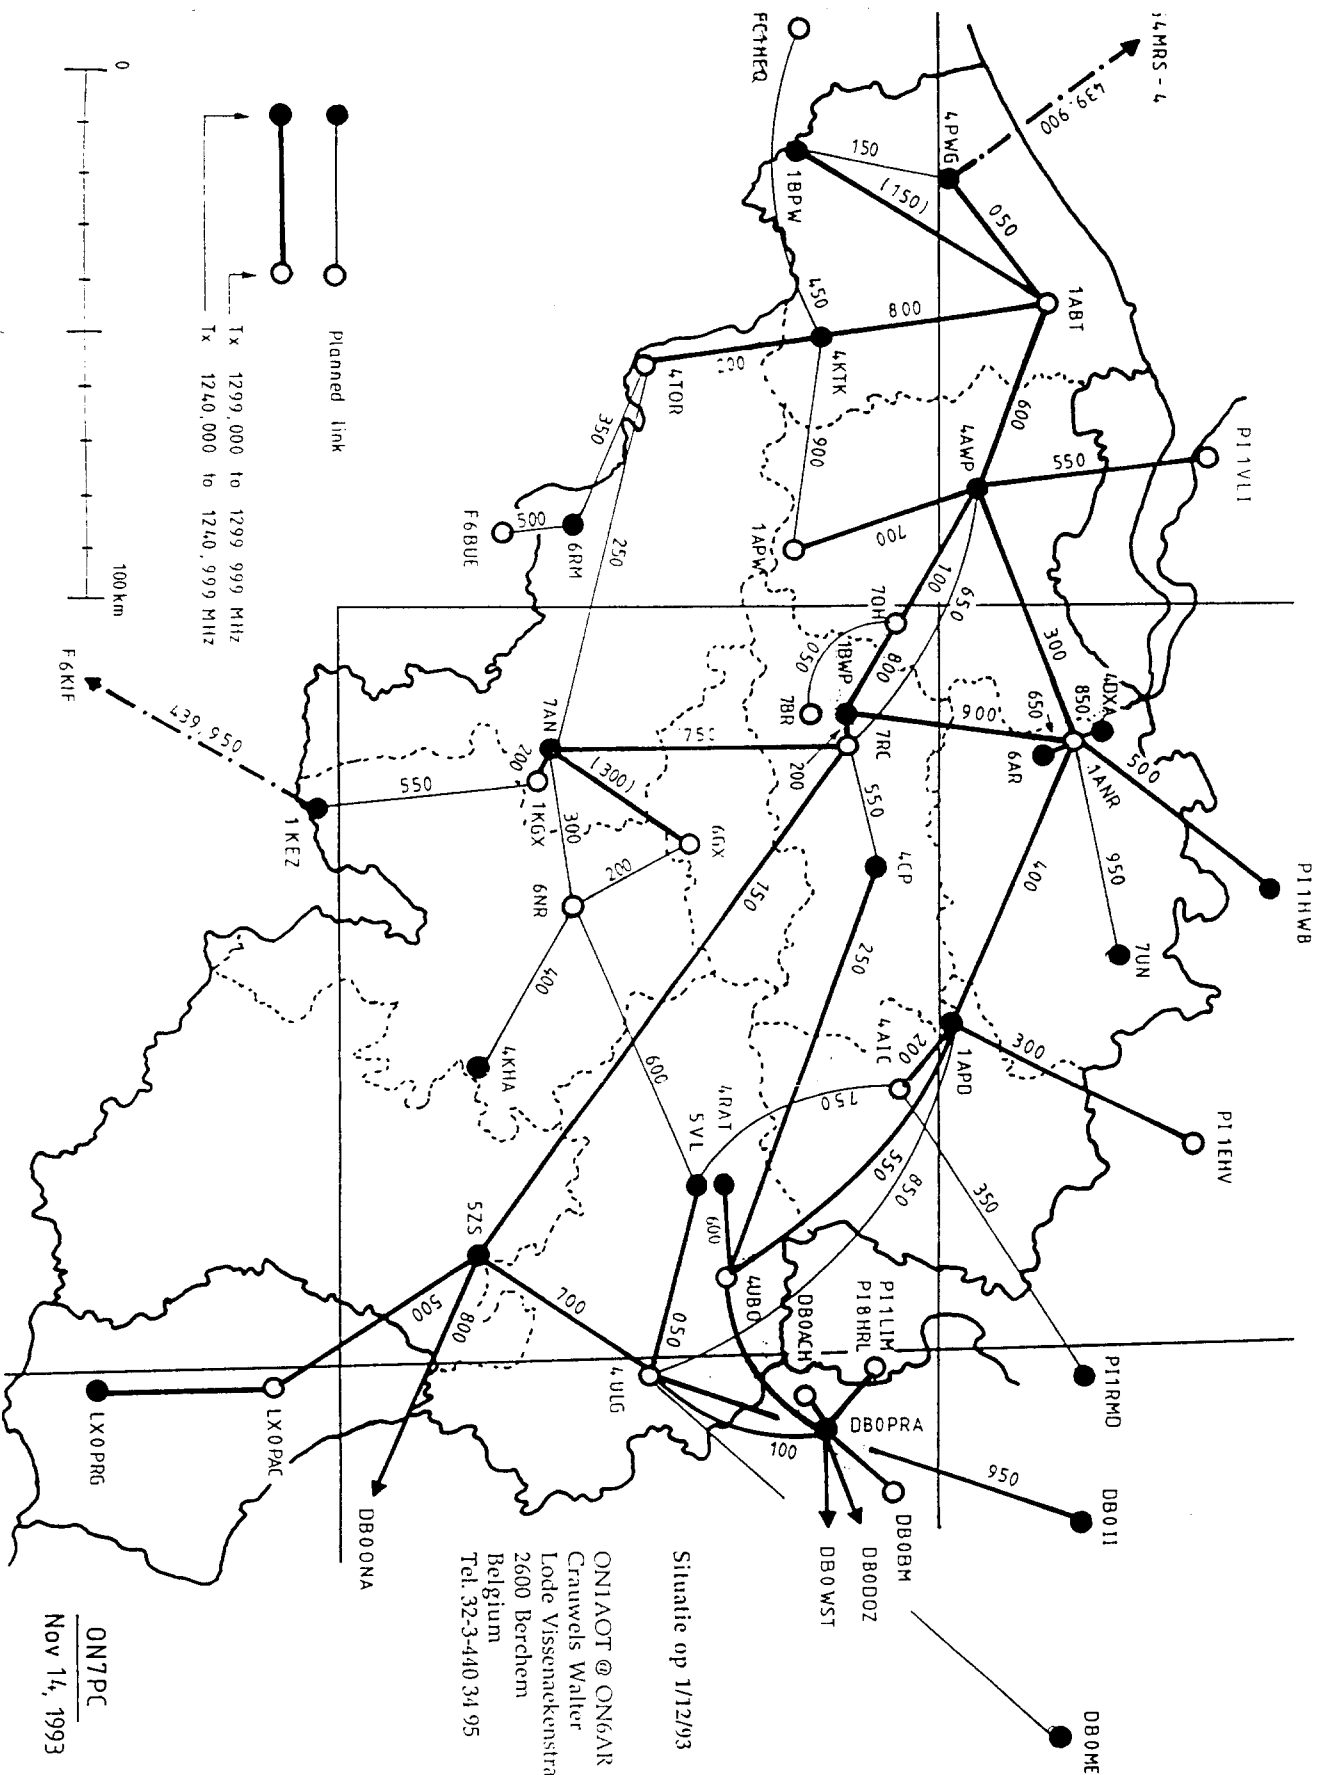 4MRS-4
439.900
FC1HEQ
4PWG
150
1BPW
(150)
050
1ABT
450
800
4KTK
4TOR
350
900
600
4AWP
PI1VLI
550
700
1APW
500
F6BUE
6RM
250
100
650
7OH
050
1BWP
800
7BR
7RC
200
300
900
650
850
4DXA
6AR
1ANR
500
PI1HWB
950
7UN
400
7AN
750
200
(300)
1KGX
300
6GX
200
6NR
550
1KEZ
439.950
F6KIF
550
4CP
250
150
400
4KHA
600
4AIC
200
1APD
300
PI1EHV
750
4RAT
5VL
600
550
850
350
PI1RMD
4UBO
050
5ZS
700
800
500
4ULG
DB0ACH
PI1LIM
PI8HRL
DB0PRA
100
950
DB0II
DB0BM
DB0DOZ
DB0WST
DB0ME
LX0PAC
LX0PRG
DB0ONA
Planned link
Tx 1299,000 to 1299 999 MHz
Tx 1240,000 to 1240,999 MHz
0
100km
Situatie op 1/12/93
ON1AOT @ ON6AR
Crauwels Walter
Lode Vissenaekenstra
2600 Berchem
Belgium
Tel. 32-3-440 34 95
ON7PC
Nov 14, 1993